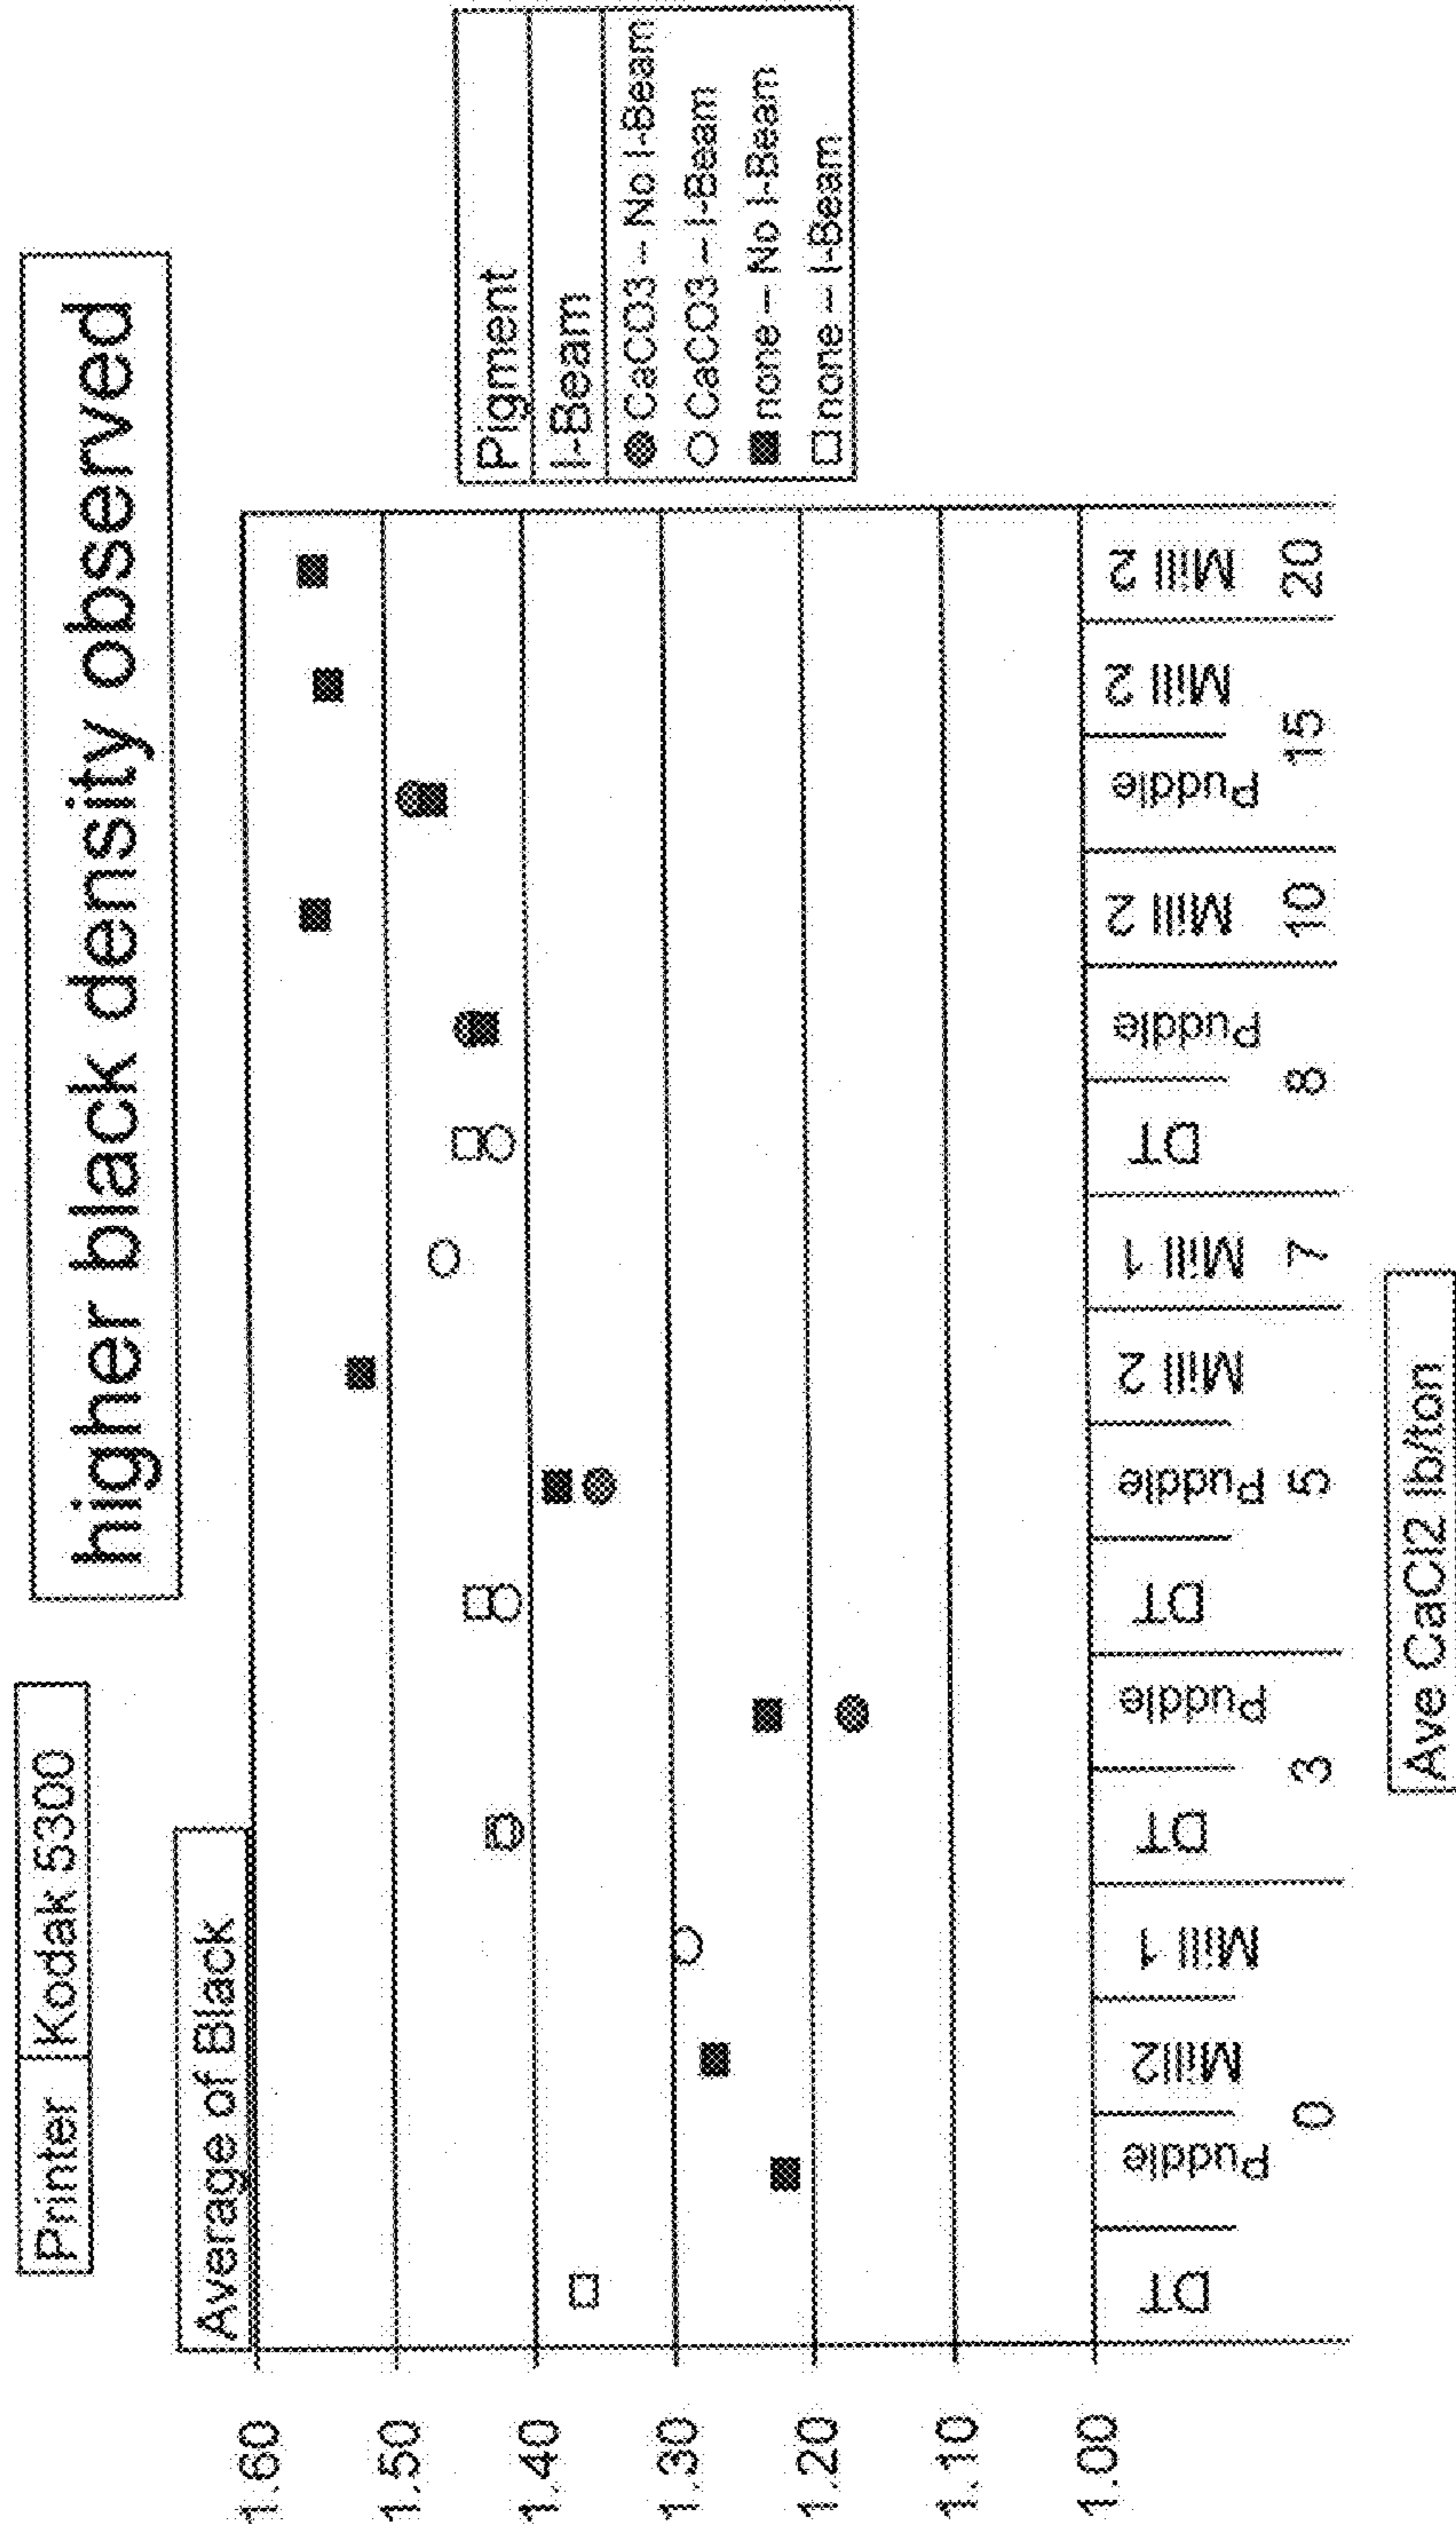 Printer Kodak 5300
higher black density observed
Average of Black
1.60
1.50
1.40
1.30
1.20
1.10
1.00
DT Puddle Mill2 Mill 1 DT Puddle DT Puddle Mill 2 Mill 1 DT Puddle Mill 2 Puddle Mill 2 Mill 2
0 3 5 7 8 10 15 20
Ave CaCl2 lb/ton
Pigment
I-Beam
CaCO3 – No I-Beam
CaCO3 – I-Beam
none – No I-Beam
none – I-Beam